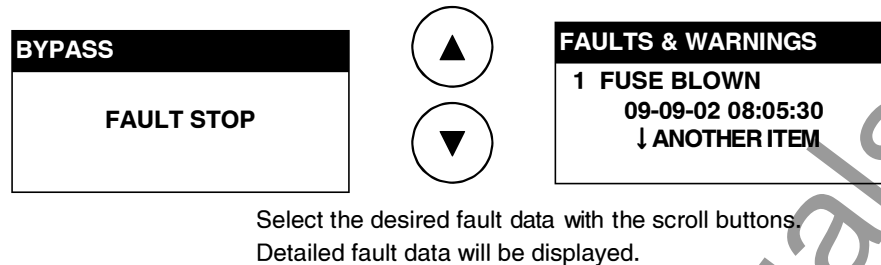 BYPASS
FAULT STOP
FAULTS & WARNINGS
1 FUSE BLOWN
09-09-02 08:05:30
↓ ANOTHER ITEM
Select the desired fault data with the scroll buttons.
Detailed fault data will be displayed.